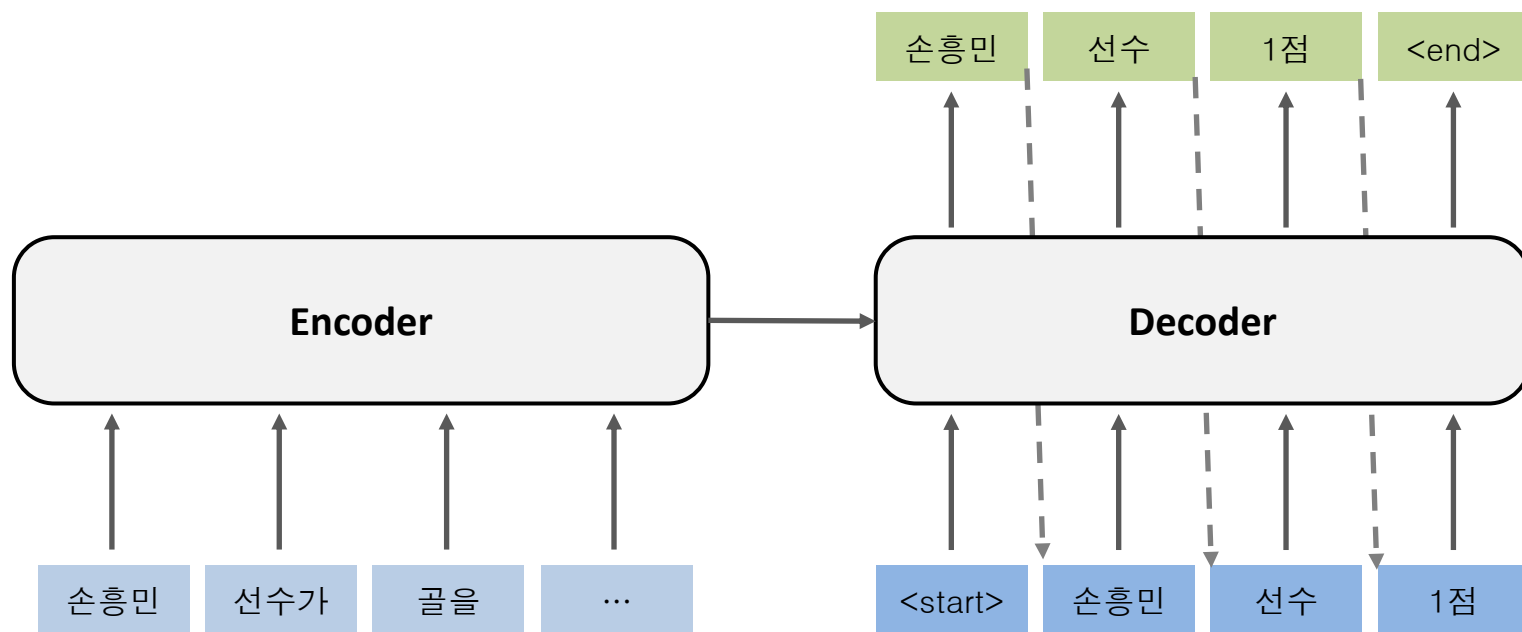 손흥민 선수 1점 <end>
Encoder Decoder
손흥민 선수가 골을 … <start> 손흥민 선수 1점